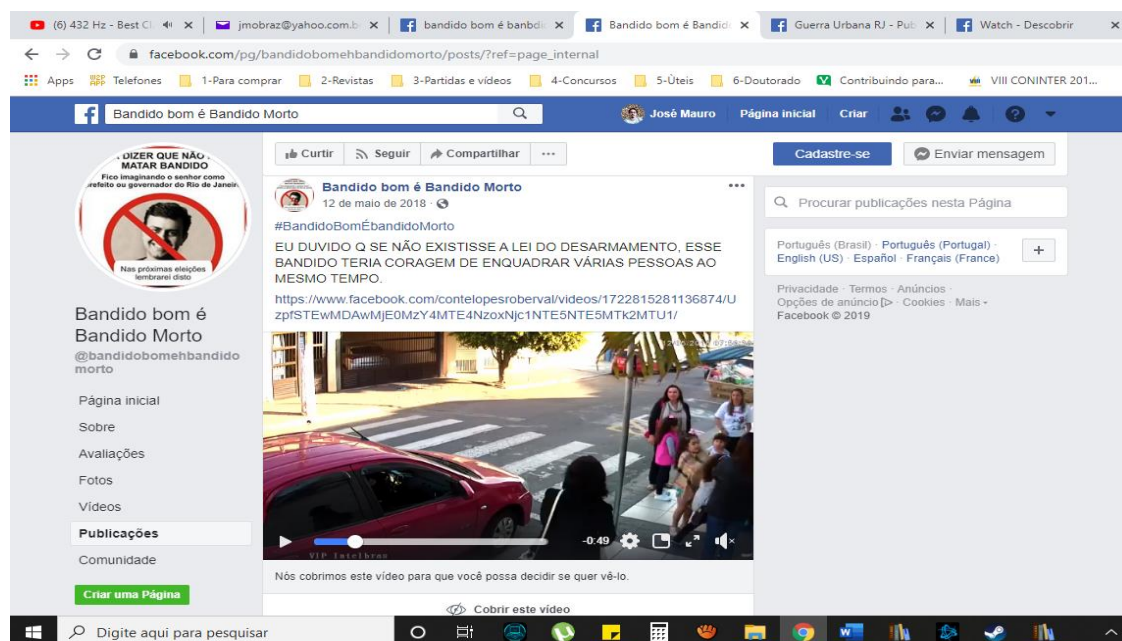 (6) 432 Hz - Best Cl
jmobraz@yahoo.com.b
bandido bom é banbdi
Bandido bom é Bandid
Guerra Urbana RJ - Pub
Watch - Descobrir
facebook.com/pg/bandidobomehbandidomorto/posts/?ref=page_internal
Apps
Telefones
1-Para comprar
2-Revistas
3-Partidas e vídeos
4-Concursos
5-Úteis
6-Doutorado
Contribuindo para...
VIII CONINTER 201...
Bandido bom é Bandido Morto
José Mauro
Página inicial
Criar
DIZER QUE NÃO
MATAR BANDIDO
Fico imaginando o senhor como
prefeito ou governador do Rio de Janeir
Nas próximas eleições
lembrarei disto
Bandido bom é
Bandido Morto
@bandidobomehbandido
morto
Página inicial
Sobre
Avaliações
Fotos
Vídeos
Publicações
Comunidade
Criar uma Página
Curtir
Seguir
Compartilhar
...
Bandido bom é Bandido Morto
12 de maio de 2018 ·
#BandidoBomÉbandidoMorto
EU DUVIDO Q SE NÃO EXISTISSE A LEI DO DESARMAMENTO, ESSE
BANDIDO TERIA CORAGEM DE ENQUADRAR VÁRIAS PESSOAS AO
MESMO TEMPO.
https://www.facebook.com/contelopesroberval/videos/1722815281136874/U
zpfSTEwMDAwMjE0MzY4MTE4NzoxNjc1NTE5NTE5MTk2MTU1/
-0:49
VIP Intelbras
Nós cobrimos este vídeo para que você possa decidir se quer vê-lo.
Cobrir este vídeo
Cadastre-se
Enviar mensagem
Procurar publicações nesta Página
Português (Brasil) · Português (Portugal) ·
English (US) · Español · Français (France)
Privacidade · Termos · Anúncios ·
Opções de anúncio · Cookies · Mais
Facebook © 2019
Digite aqui para pesquisar